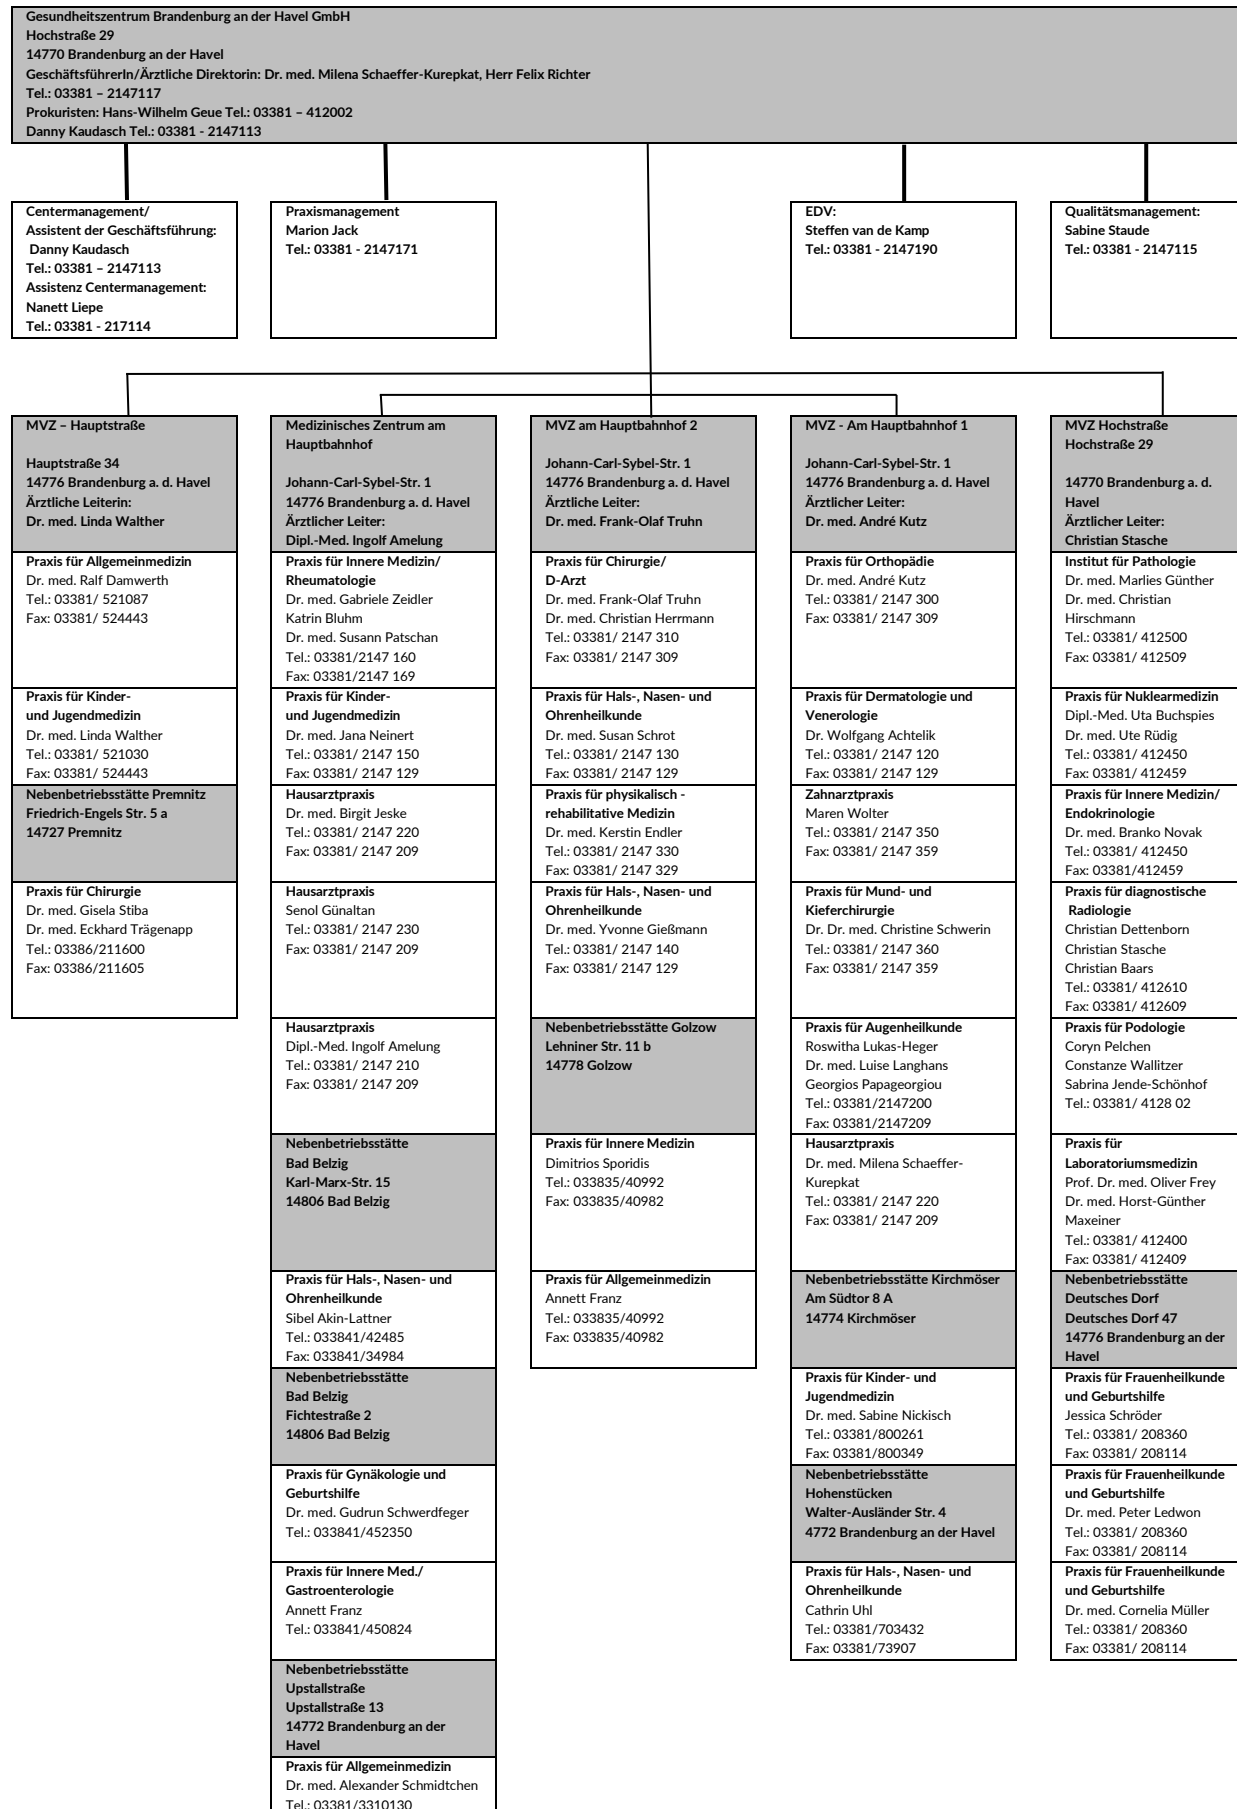 Gesundheitszentrum Brandenburg an der Havel GmbH
Hochstraße 29
14770 Brandenburg an der Havel
GeschäftsführerIn/Ärztliche Direktorin: Dr. med. Milena Schaeffer-Kurepkat, Herr Felix Richter
Tel.: 03381 – 2147117
Prokuristen: Hans-Wilhelm Geue Tel.: 03381 – 412002
Danny Kaudasch Tel.: 03381 - 2147113
Centermanagement/
Assistent der Geschäftsführung:
Danny Kaudasch
Tel.: 03381 – 2147113
Assistenz Centermanagement:
Nanett Liepe
Tel.: 03381 - 217114
Praxismanagement
Marion Jack
Tel.: 03381 - 2147171
EDV:
Steffen van de Kamp
Tel.: 03381 - 2147190
Qualitätsmanagement:
Sabine Staude
Tel.: 03381 - 2147115
MVZ – Hauptstraße
Hauptstraße 34
14776 Brandenburg a. d. Havel
Ärztliche Leiterin:
Dr. med. Linda Walther
Praxis für Allgemeinmedizin
Dr. med. Ralf Damwerth
Tel.: 03381/ 521087
Fax: 03381/ 524443
Praxis für Kinder-
und Jugendmedizin
Dr. med. Linda Walther
Tel.: 03381/ 521030
Fax: 03381/ 524443
Nebenbetriebsstätte Premnitz
Friedrich-Engels Str. 5 a
14727 Premnitz
Praxis für Chirurgie
Dr. med. Gisela Stiba
Dr. med. Eckhard Trägenapp
Tel.: 03386/211600
Fax: 03386/211605
Medizinisches Zentrum am
Hauptbahnhof
Johann-Carl-Sybel-Str. 1
14776 Brandenburg a. d. Havel
Ärztlicher Leiter:
Dipl.-Med. Ingolf Amelung
Praxis für Innere Medizin/
Rheumatologie
Dr. med. Gabriele Zeidler
Katrin Bluhm
Dr. med. Susann Patschan
Tel.: 03381/2147 160
Fax: 03381/2147 169
Praxis für Kinder-
und Jugendmedizin
Dr. med. Jana Neinert
Tel.: 03381/ 2147 150
Fax: 03381/ 2147 129
Hausarztpraxis
Dr. med. Birgit Jeske
Tel.: 03381/ 2147 220
Fax: 03381/ 2147 209
Hausarztpraxis
Senol Günaltan
Tel.: 03381/ 2147 230
Fax: 03381/ 2147 209
Hausarztpraxis
Dipl.-Med. Ingolf Amelung
Tel.: 03381/ 2147 210
Fax: 03381/ 2147 209
Nebenbetriebsstätte
Bad Belzig
Karl-Marx-Str. 15
14806 Bad Belzig
Praxis für Hals-, Nasen- und
Ohrenheilkunde
Sibel Akin-Lattner
Tel.: 033841/42485
Fax: 033841/34984
Nebenbetriebsstätte
Bad Belzig
Fichtestraße 2
14806 Bad Belzig
Praxis für Gynäkologie und
Geburtshilfe
Dr. med. Gudrun Schwerdfeger
Tel.: 033841/452350
Praxis für Innere Med./
Gastroenterologie
Annett Franz
Tel.: 033841/450824
Nebenbetriebsstätte
Upstallstraße
Upstallstraße 13
14772 Brandenburg an der
Havel
Praxis für Allgemeinmedizin
Dr. med. Alexander Schmidtchen
Tel.: 03381/3310130
MVZ am Hauptbahnhof 2
Johann-Carl-Sybel-Str. 1
14776 Brandenburg a. d. Havel
Ärztliche Leiter:
Dr. med. Frank-Olaf Truhn
Praxis für Chirurgie/
D-Arzt
Dr. med. Frank-Olaf Truhn
Dr. med. Christian Herrmann
Tel.: 03381/ 2147 310
Fax: 03381/ 2147 309
Praxis für Hals-, Nasen- und
Ohrenheilkunde
Dr. med. Susan Schrot
Tel.: 03381/ 2147 130
Fax: 03381/ 2147 129
Praxis für physikalisch -
rehabilitative Medizin
Dr. med. Kerstin Endler
Tel.: 03381/ 2147 330
Fax: 03381/ 2147 329
Praxis für Hals-, Nasen- und
Ohrenheilkunde
Dr. med. Yvonne Gießmann
Tel.: 03381/ 2147 140
Fax: 03381/ 2147 129
Nebenbetriebsstätte Golzow
Lehniner Str. 11 b
14778 Golzow
Praxis für Innere Medizin
Dimitrios Sporidis
Tel.: 033835/40992
Fax: 033835/40982
Praxis für Allgemeinmedizin
Annett Franz
Tel.: 033835/40992
Fax: 033835/40982
MVZ - Am Hauptbahnhof 1
Johann-Carl-Sybel-Str. 1
14776 Brandenburg a. d. Havel
Ärztlicher Leiter:
Dr. med. André Kutz
Praxis für Orthopädie
Dr. med. André Kutz
Tel.: 03381/ 2147 300
Fax: 03381/ 2147 309
Praxis für Dermatologie und
Venerologie
Dr. Wolfgang Achtelik
Tel.: 03381/ 2147 120
Fax: 03381/ 2147 129
Zahnarztpraxis
Maren Wolter
Tel.: 03381/ 2147 350
Fax: 03381/ 2147 359
Praxis für Mund- und
Kieferchirurgie
Dr. Dr. med. Christine Schwerin
Tel.: 03381/ 2147 360
Fax: 03381/ 2147 359
Praxis für Augenheilkunde
Roswitha Lukas-Heger
Dr. med. Luise Langhans
Georgios Papageorgiou
Tel.: 03381/2147200
Fax: 03381/2147209
Hausarztpraxis
Dr. med. Milena Schaeffer-
Kurepkat
Tel.: 03381/ 2147 220
Fax: 03381/ 2147 209
Nebenbetriebsstätte Kirchmöser
Am Südtor 8 A
14774 Kirchmöser
Praxis für Kinder- und
Jugendmedizin
Dr. med. Sabine Nickisch
Tel.: 03381/800261
Fax: 03381/800349
Nebenbetriebsstätte
Hohenstücken
Walter-Ausländer Str. 4
4772 Brandenburg an der Havel
Praxis für Hals-, Nasen- und
Ohrenheilkunde
Cathrin Uhl
Tel.: 03381/703432
Fax: 03381/73907
MVZ Hochstraße
Hochstraße 29
14770 Brandenburg a. d.
Havel
Ärztlicher Leiter:
Christian Stasche
Institut für Pathologie
Dr. med. Marlies Günther
Dr. med. Christian
Hirschmann
Tel.: 03381/ 412500
Fax: 03381/ 412509
Praxis für Nuklearmedizin
Dipl.-Med. Uta Buchspies
Dr. med. Ute Rüdig
Tel.: 03381/ 412450
Fax: 03381/ 412459
Praxis für Innere Medizin/
Endokrinologie
Dr. med. Branko Novak
Tel.: 03381/ 412450
Fax: 03381/412459
Praxis für diagnostische
Radiologie
Christian Dettenborn
Christian Stasche
Christian Baars
Tel.: 03381/ 412610
Fax: 03381/ 412609
Praxis für Podologie
Coryn Pelchen
Constanze Wallitzer
Sabrina Jende-Schönhof
Tel.: 03381/ 4128 02
Praxis für
Laboratoriumsmedizin
Prof. Dr. med. Oliver Frey
Dr. med. Horst-Günther
Maxeiner
Tel.: 03381/ 412400
Fax: 03381/ 412409
Nebenbetriebsstätte
Deutsches Dorf
Deutsches Dorf 47
14776 Brandenburg an der
Havel
Praxis für Frauenheilkunde
und Geburtshilfe
Jessica Schröder
Tel.: 03381/ 208360
Fax: 03381/ 208114
Praxis für Frauenheilkunde
und Geburtshilfe
Dr. med. Peter Ledwon
Tel.: 03381/ 208360
Fax: 03381/ 208114
Praxis für Frauenheilkunde
und Geburtshilfe
Dr. med. Cornelia Müller
Tel.: 03381/ 208360
Fax: 03381/ 208114